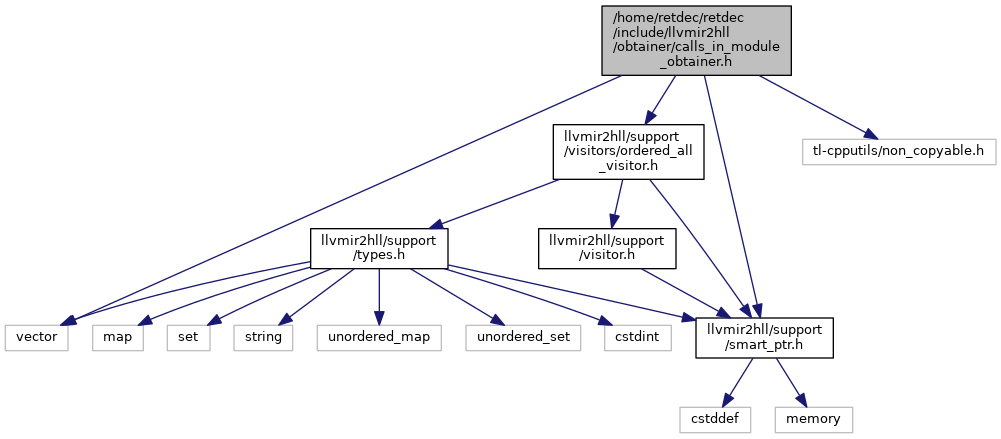 /home/retdec/retdec
/include/llvmir2hll
/obtainer/calls_in_module
_obtainer.h
llvmir2hll/support
/visitors/ordered_all
_visitor.h
tl-cpputils/non_copyable.h
llvmir2hll/support
/types.h
llvmir2hll/support
/visitor.h
vector
map
set
string
unordered_map
unordered_set
cstdint
llvmir2hll/support
/smart_ptr.h
cstddef
memory